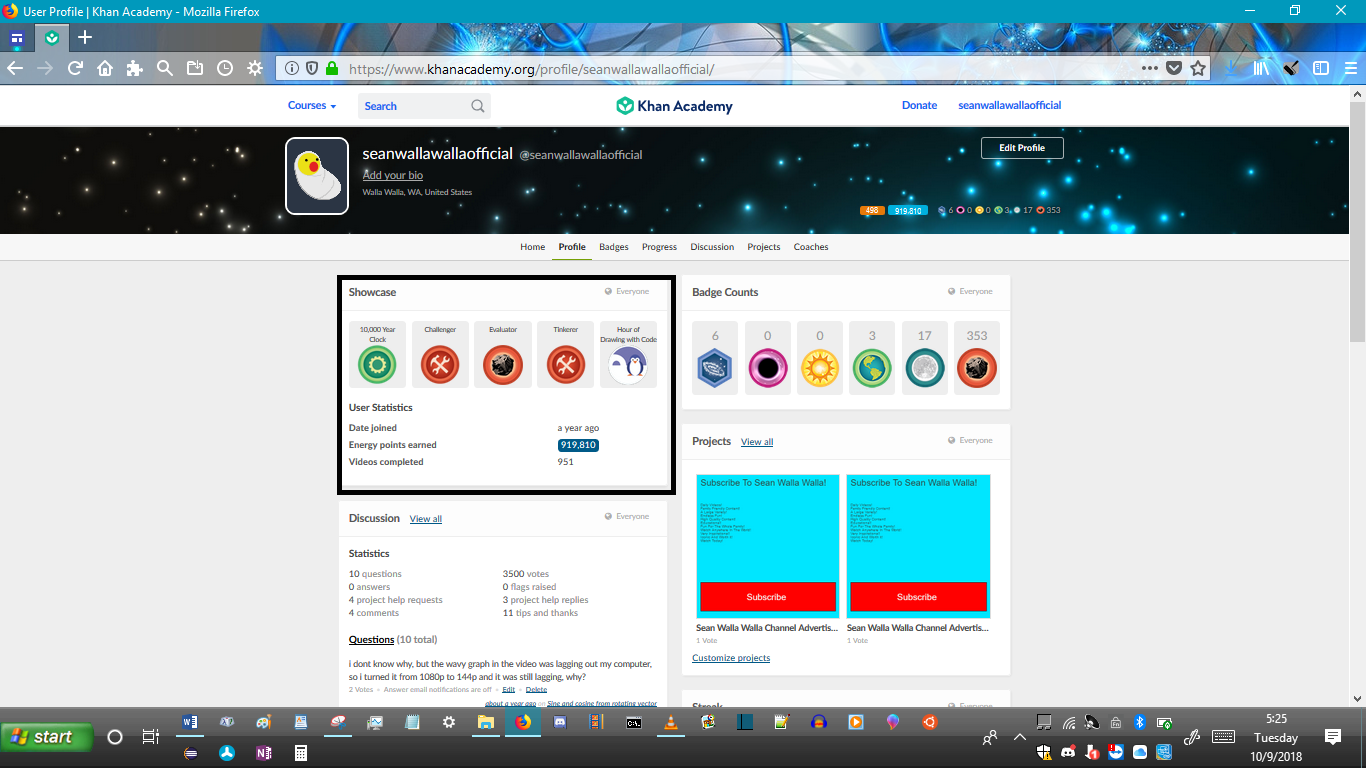 User Profile | Khan Academy - Mozilla Firefox
https://www.khanacademy.org/profile/seanwallawallaofficial/
Courses
Search
Khan Academy
Donate
seanwallawallaofficial
seanwallawallaofficial @seanwallawallaofficial
Edit Profile
Add your bio
Walla Walla, WA, United States
498 919,810 6 0 0 3 17 353
Home Profile Badges Progress Discussion Projects Coaches
Showcase Everyone
10,000 Year Clock
Challenger
Evaluator
Tinkerer
Hour of Drawing with Code
User Statistics
Date joined a year ago
Energy points earned 919,810
Videos completed 951
Badge Counts Everyone
6 0 0 3 17 353
Projects View all Everyone
Subscribe To Sean Walla Walla!
Subscribe
Sean Walla Walla Channel Advertis...
1 Vote
Subscribe To Sean Walla Walla!
Subscribe
Sean Walla Walla Channel Advertis...
1 Vote
Customize projects
Discussion View all Everyone
Statistics
10 questions 3500 votes
0 answers 0 flags raised
4 project help requests 3 project help replies
4 comments 11 tips and thanks
Questions (10 total)
i dont know why, but the wavy graph in the video was lagging out my computer,
so i turned it from 1080p to 144p and it was still lagging, why?
2 Votes • Answer email notifications are off • Edit • Delete
about a year ago on Sine and cosine from rotating vector
Streak Everyone
start
5:25
Tuesday
10/9/2018